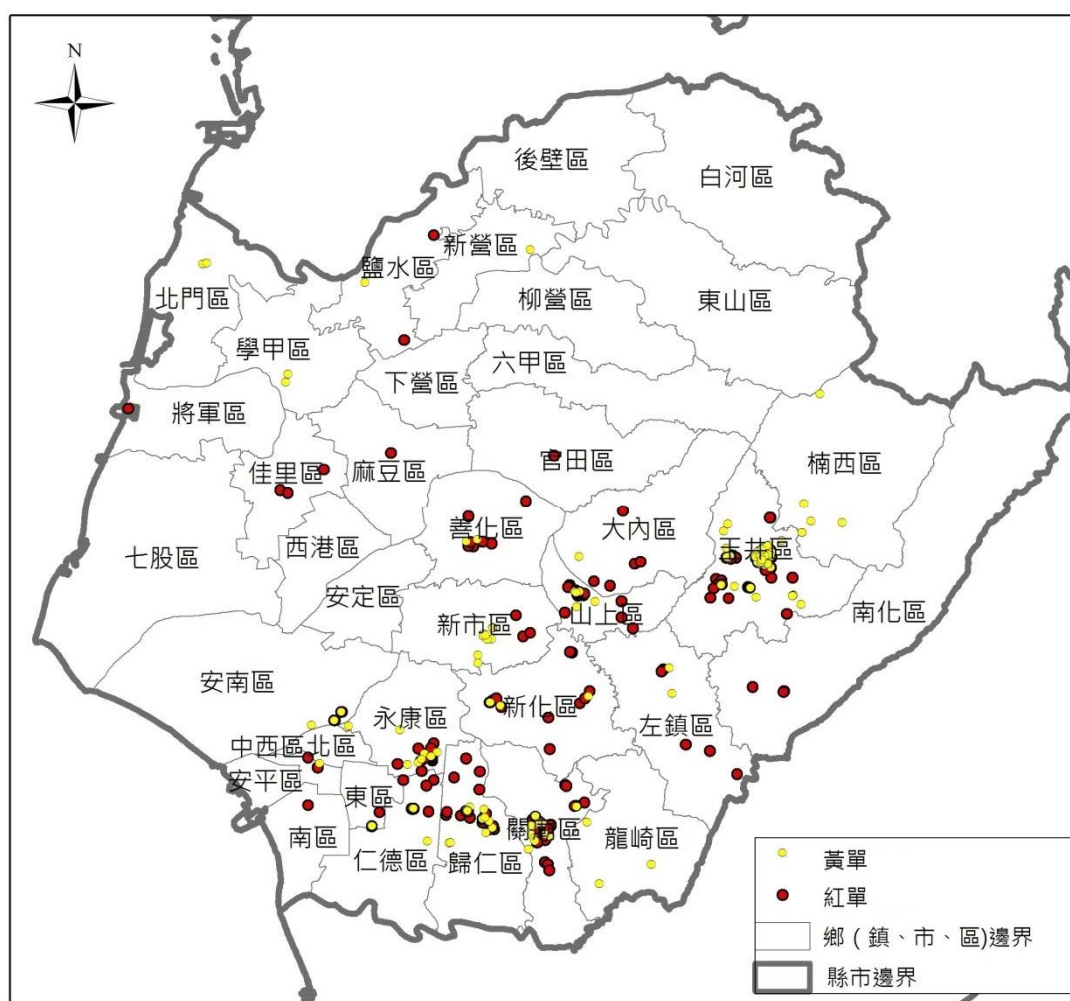 N
後壁區
白河區
新營區
鹽水區
北門區
柳營區
東山區
學甲區
六甲區
下營區
將軍區
佳里區
麻豆區
官田區
楠西區
善化區
大內區
玉井區
七股區
西港區
安定區
新市區
山上區
南化區
安南區
永康區
新化區
左鎮區
中西區
北區
安平區
東區
南區
仁德區
歸仁區
關廟區
龍崎區
黃單
紅單
鄉(鎮、市、區)邊界
縣市邊界